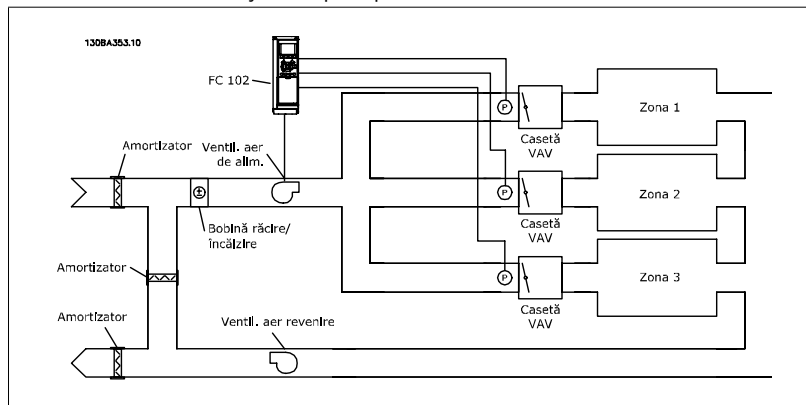 130BA353.10
FC 102
Zona 1
Amortizator
Ventil. aer
de alim.
Casetă
VAV
Zona 2
Bobină răcire/
încălzire
Casetă
VAV
Amortizator
Zona 3
Amortizator
Ventil. aer revenire
Casetă
VAV
P
P
P